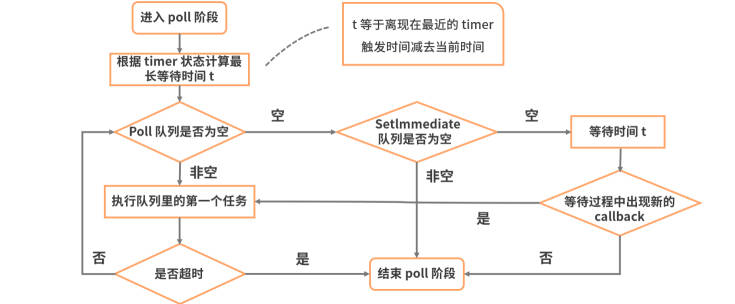 进入 poll 阶段
t 等于离现在最近的 timer
触发时间减去当前时间
根据 timer 状态计算最
长等待时间 t
Poll 队列是否为空
空
SetImmediate
队列是否为空
空
等待时间 t
非空
非空
执行队列里的第一个任务
是
等待过程中出现新的
callback
否
是否超时
是
结束 poll 阶段
否